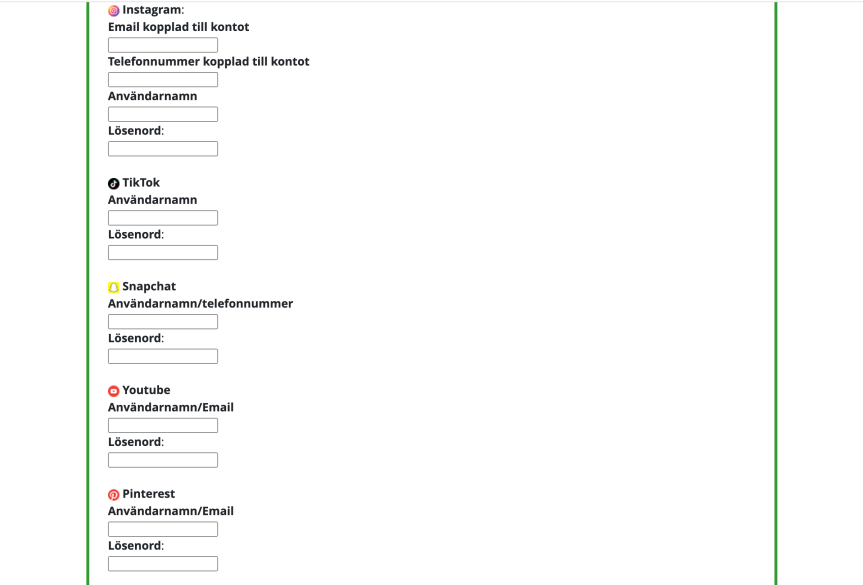 Instagram:
Email kopplad till kontot
Telefonnummer kopplad till kontot
Användarnamn
Lösenord:
TikTok
Användarnamn
Lösenord:
Snapchat
Användarnamn/telefonnummer
Lösenord:
Youtube
Användarnamn/Email
Lösenord:
Pinterest
Användarnamn/Email
Lösenord: